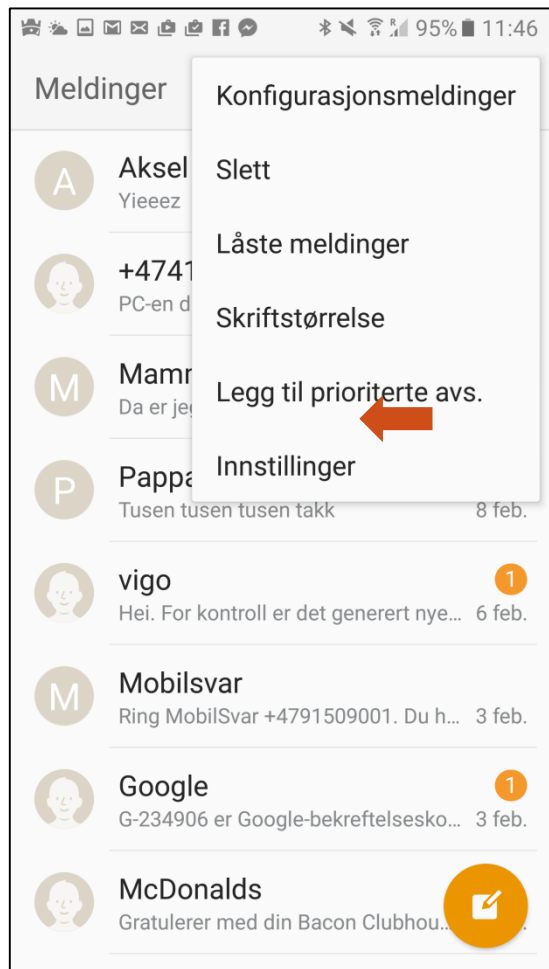 95% 11:46
Meldinger
Konfigurasjonsmeldinger
Slett
Låste meldinger
Skriftstørrelse
Legg til prioriterte avs.
Innstillinger
A
Aksel
Yieeez
+4741
PC-en d
M
Da er
P
Pappa
Tusen tusen tusen takk 8 feb.
vigo 1
Hei. For kontroll er det generert nye... 6 feb.
M
Mobilsvar
Ring MobilSvar +4791509001. Du h... 3 feb.
Google 1
G-234906 er Google-bekreftelsesko... 3 feb.
McDonalds
Gratulerer med din Bacon Clubhou...